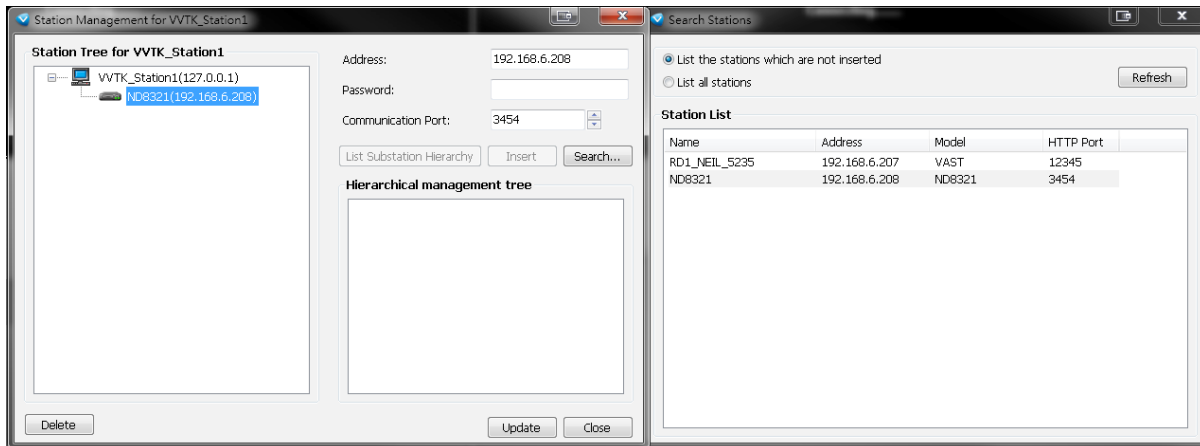 Station Management for VVTK_Station1
Station Tree for VVTK_Station1
VVTK_Station1(127.0.0.1)
ND8321(192.168.6.208)
Address: 192.168.6.208
Password:
Communication Port: 3454
List Substation Hierarchy Insert Search...
Hierarchical management tree
Delete Update Close
Search Stations
List the stations which are not inserted
List all stations
Refresh
Station List
Name Address Model HTTP Port
RD1_NEIL_5235 192.168.6.207 VAST 12345
ND8321 192.168.6.208 ND8321 3454